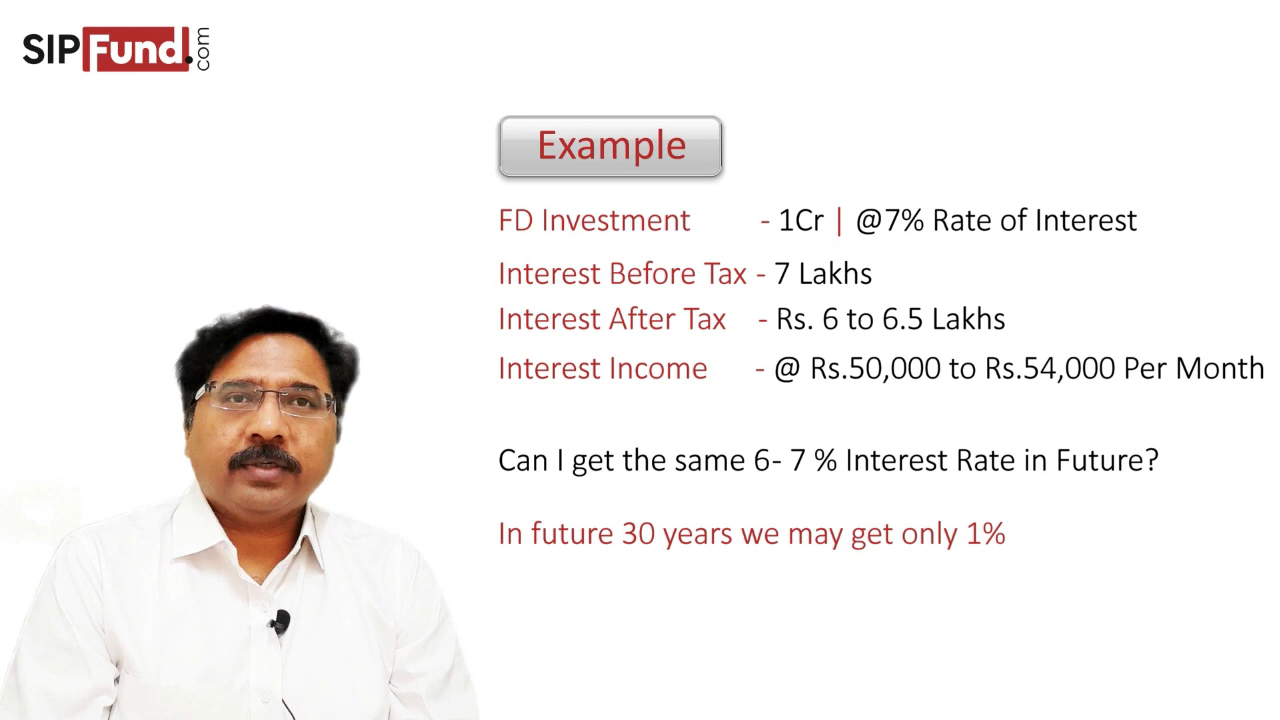 SIP Fund.com
Example
FD Investment - 1Cr | @7% Rate of Interest
Interest Before Tax - 7 Lakhs
Interest After Tax - Rs. 6 to 6.5 Lakhs
Interest Income - @ Rs.50,000 to Rs.54,000 Per Month
Can I get the same 6- 7 % Interest Rate in Future?
In future 30 years we may get only 1%